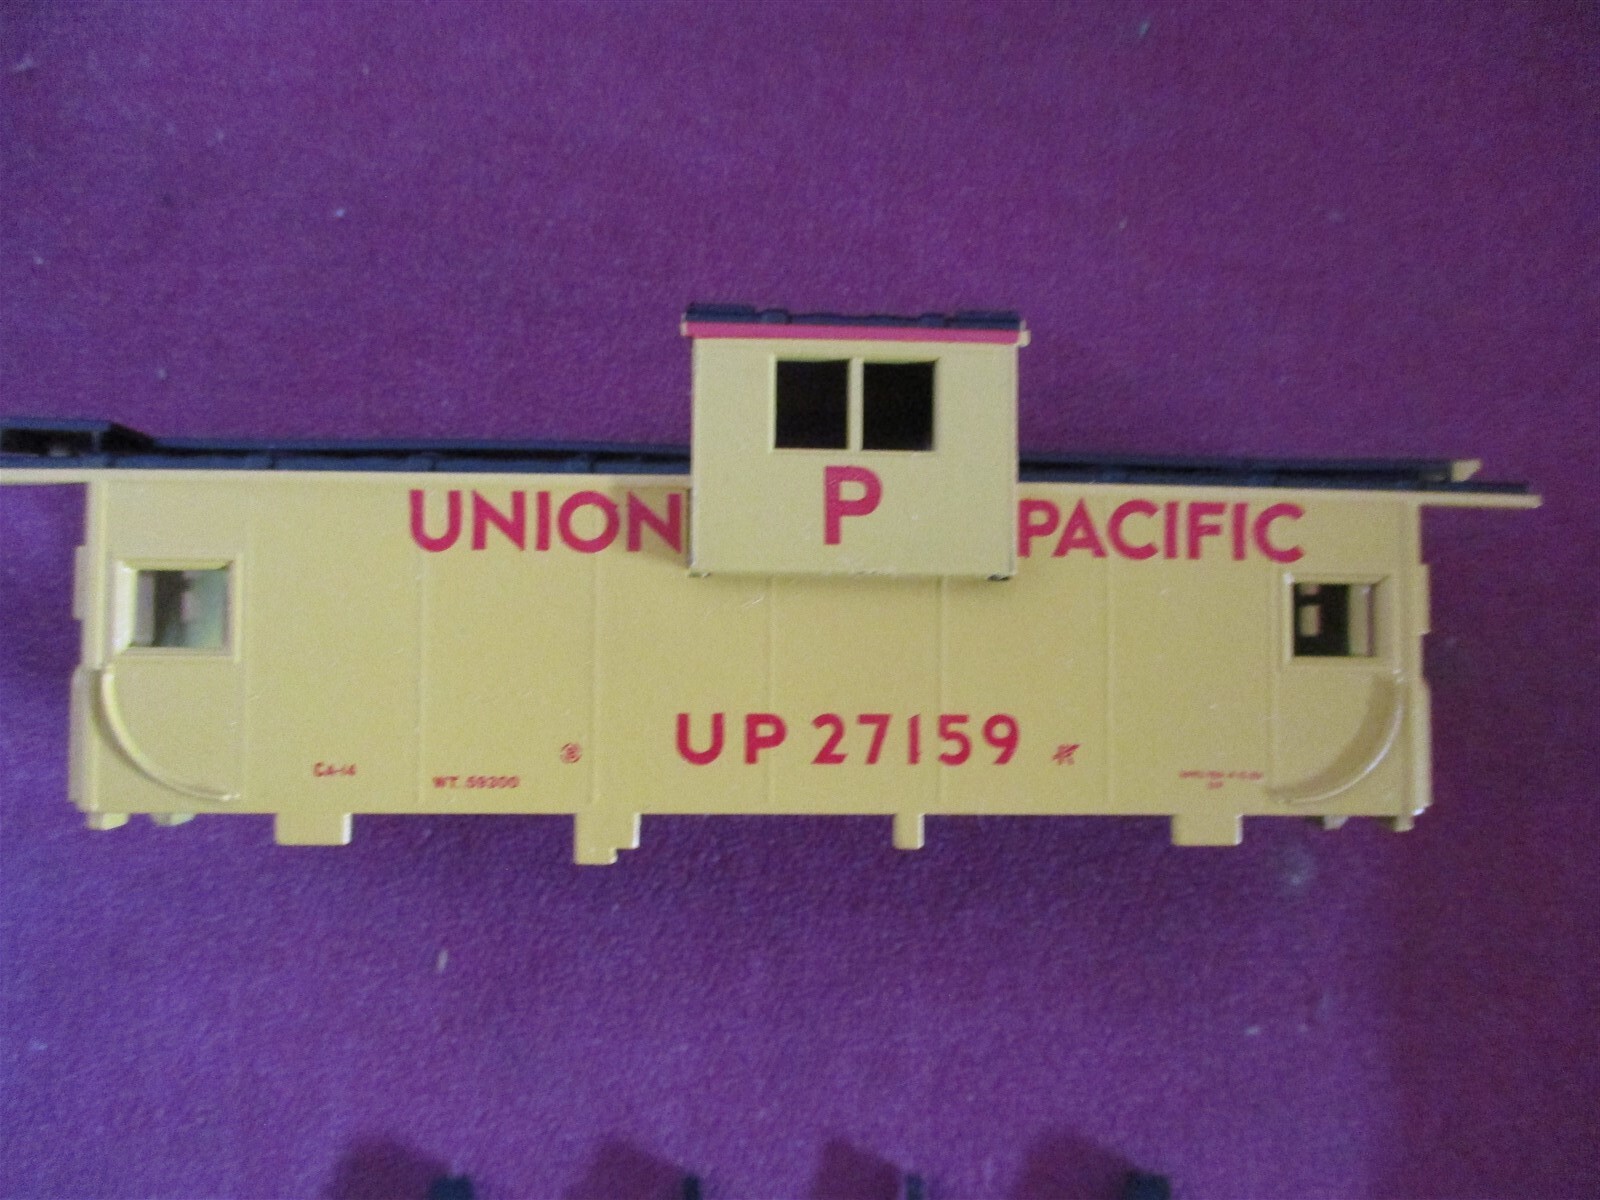 UNION P PACIFIC
UP 27159
CA-14
WT. 59300